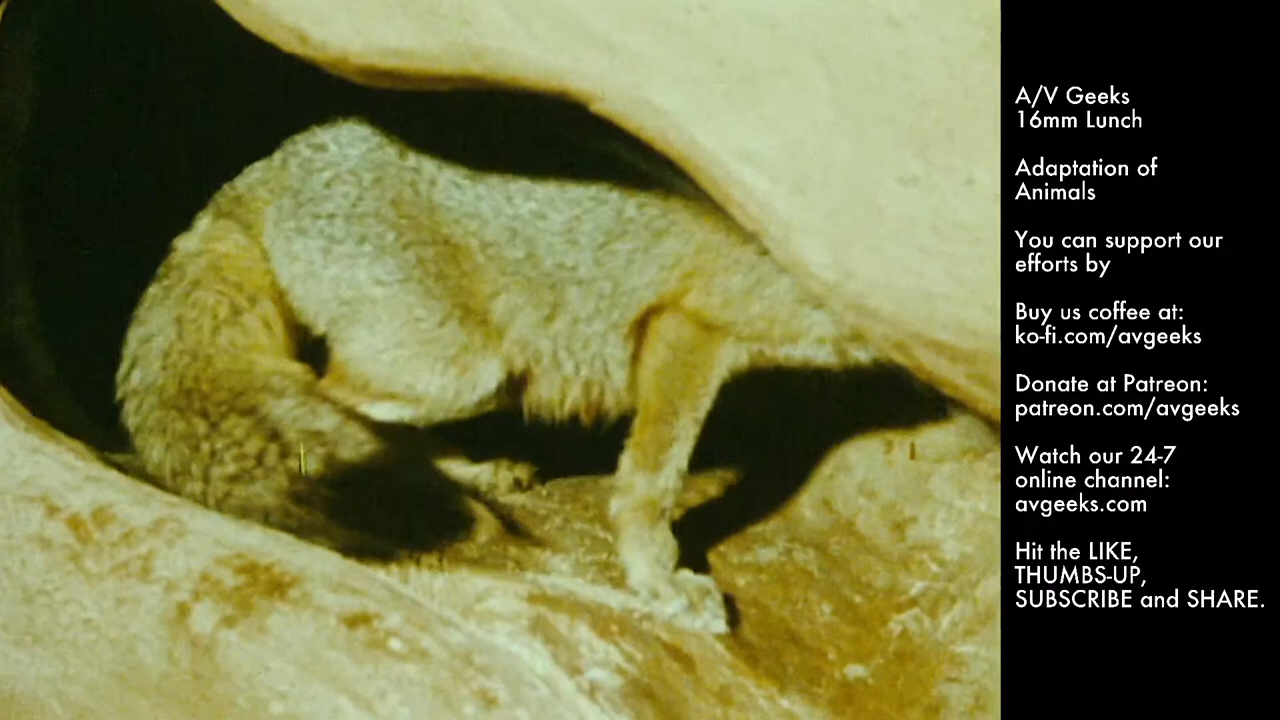 A/V Geeks
16mm Lunch
Adaptation of
Animals
You can support our
efforts by
Buy us coffee at:
ko-fi.com/avgeeks
Donate at Patreon:
patreon.com/avgeeks
Watch our 24-7
online channel:
avgeeks.com
Hit the LIKE,
THUMBS-UP,
SUBSCRIBE and SHARE.